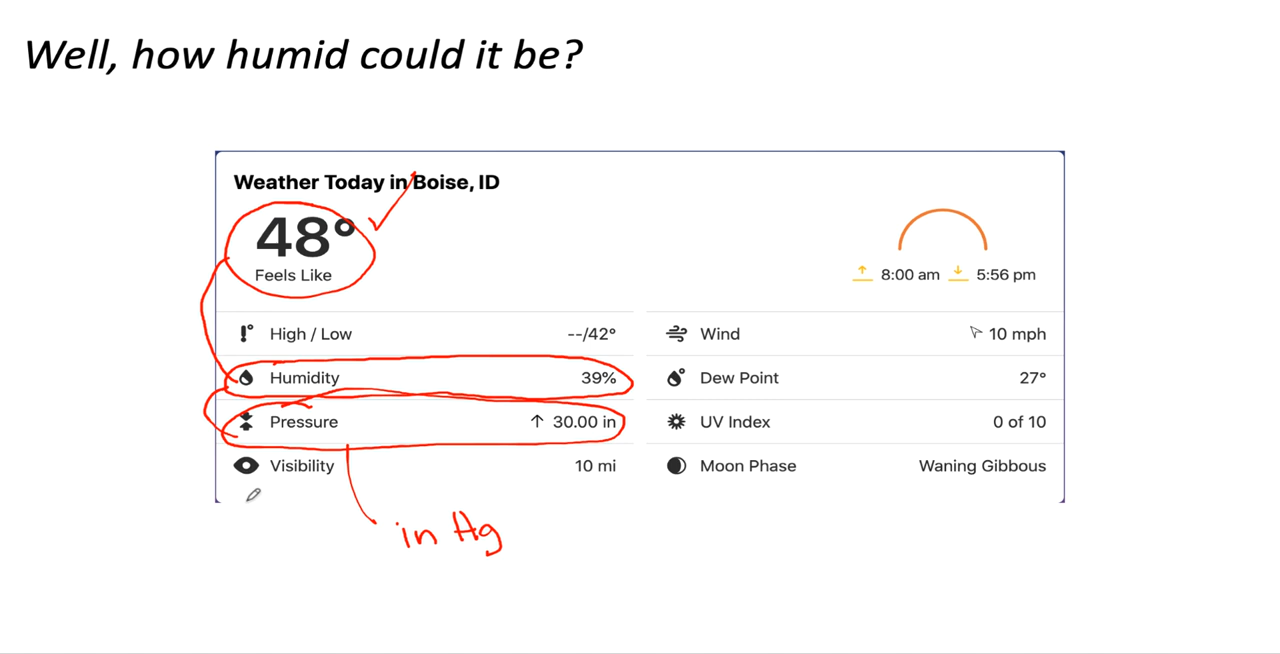 Well, how humid could it be?
Weather Today in Boise, ID
48°
Feels Like
8:00 am 5:56 pm
High / Low --/42°
Wind 10 mph
Humidity 39%
Dew Point 27°
Pressure ↑ 30.00 in
UV Index 0 of 10
Visibility 10 mi
Moon Phase Waning Gibbous
in Hg